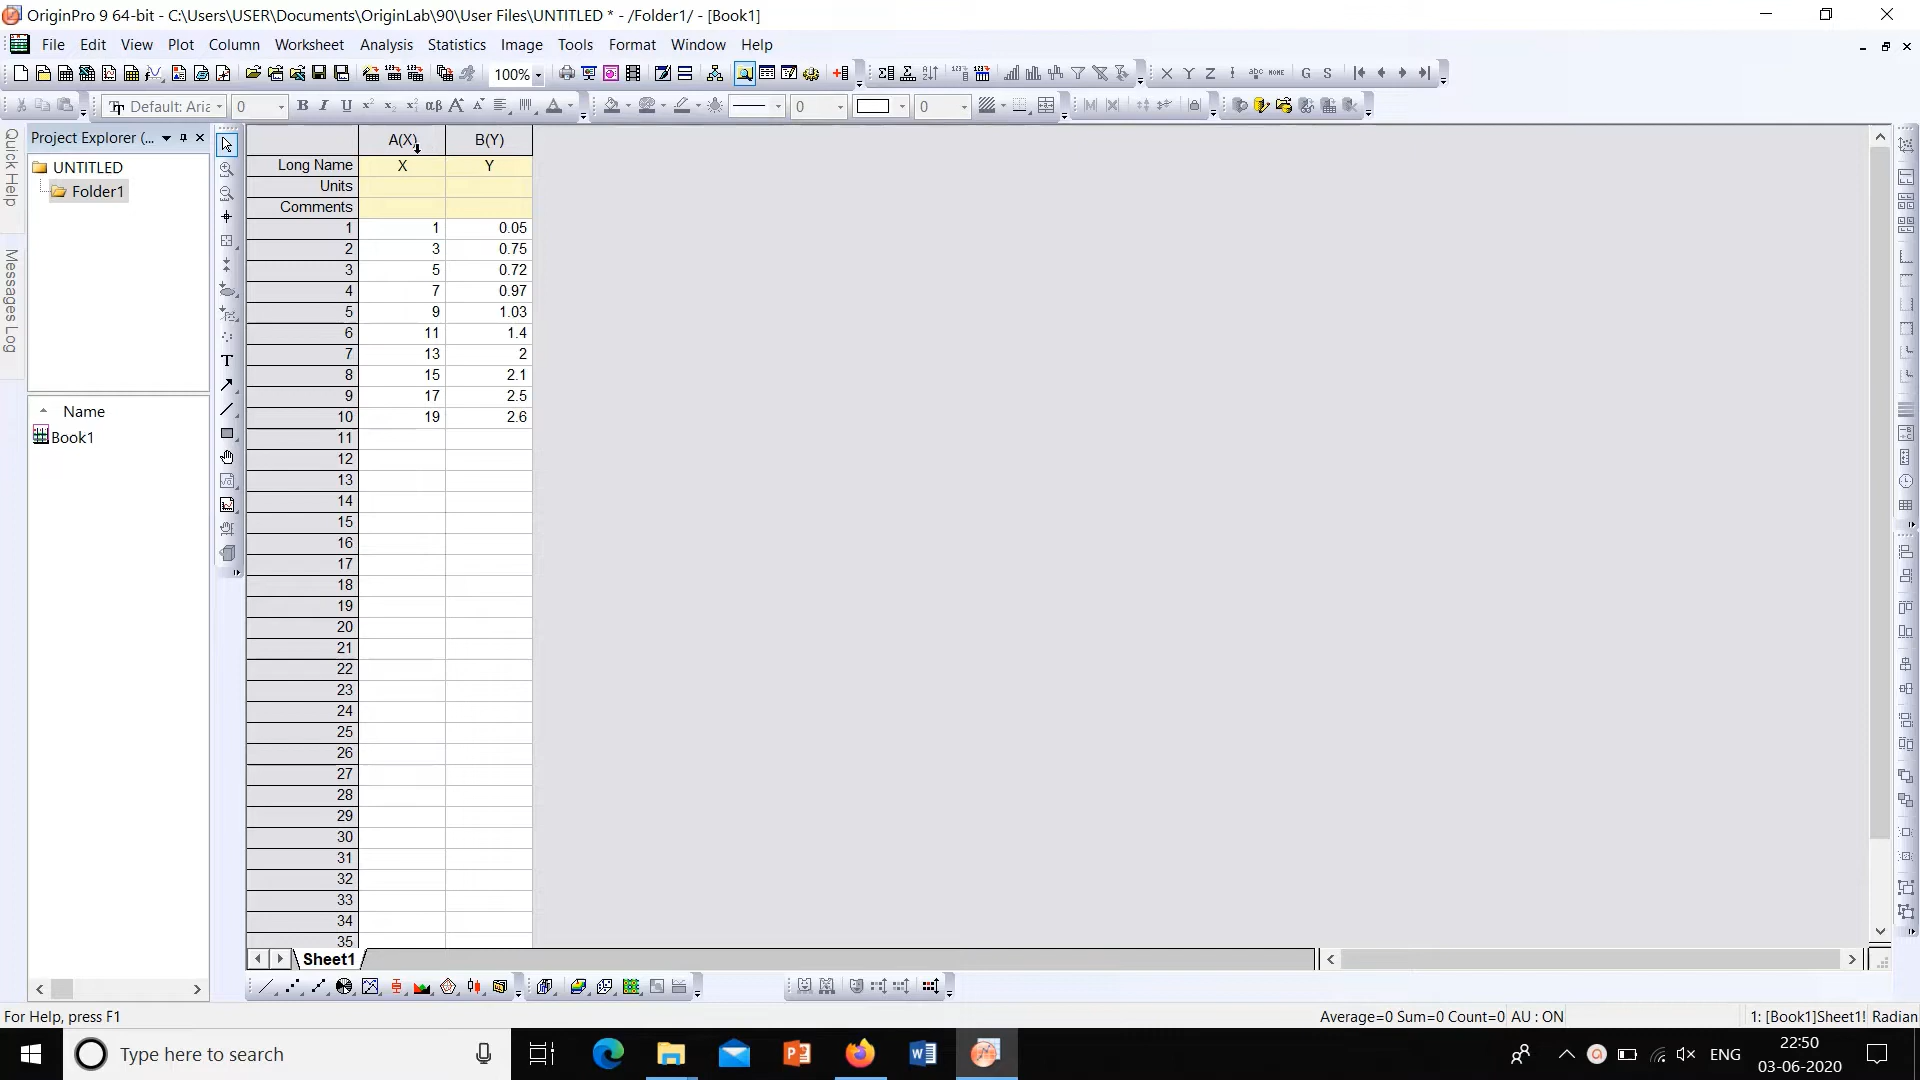 OriginPro 9 64-bit - C:\Users\USER\Documents\OriginLab\90\User Files\UNTITLED * - /Folder1/ - [Book1]
File Edit View Plot Column Worksheet Analysis Statistics Image Tools Format Window Help
100%
Default: Aria 0 B I U αβ A 0 0
Quick Help
Messages Log
Project Explorer (...
UNTITLED
Folder1
Name
Book1
A(X) B(Y)
Long Name X Y
Units
Comments
1 1 0.05
2 3 0.75
3 5 0.72
4 7 0.97
5 9 1.03
6 11 1.4
7 13 2
8 15 2.1
9 17 2.5
10 19 2.6
11
12
13
14
15
16
17
18
19
20
21
22
23
24
25
26
27
28
29
30
31
32
33
34
35
Sheet1
For Help, press F1 Average=0 Sum=0 Count=0 AU : ON 1: [Book1]Sheet1! Radian
Type here to search
ENG
22:50
03-06-2020